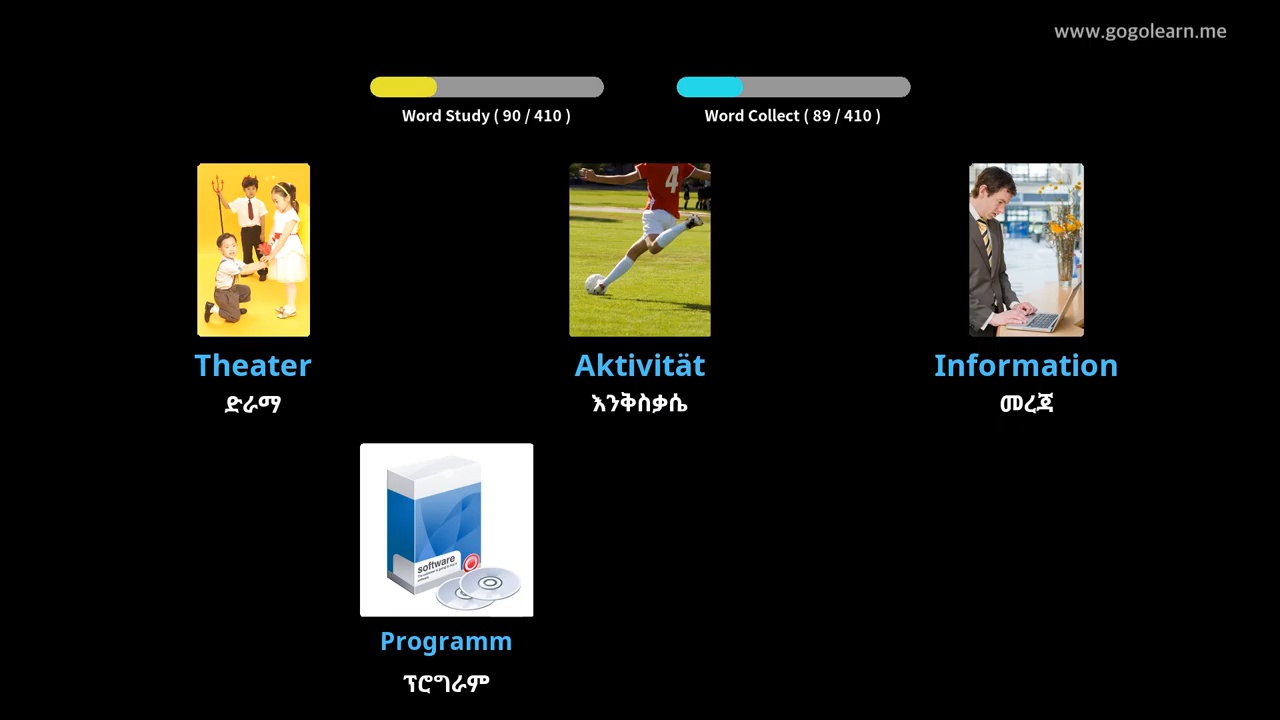 www.gogolearn.me
Word Study ( 90 / 410 )
Word Collect ( 89 / 410 )
Theater
ድራማ
Aktivität
እንቅስቃሴ
Information
መረጃ
4
software
Programm
ፕሮግራም